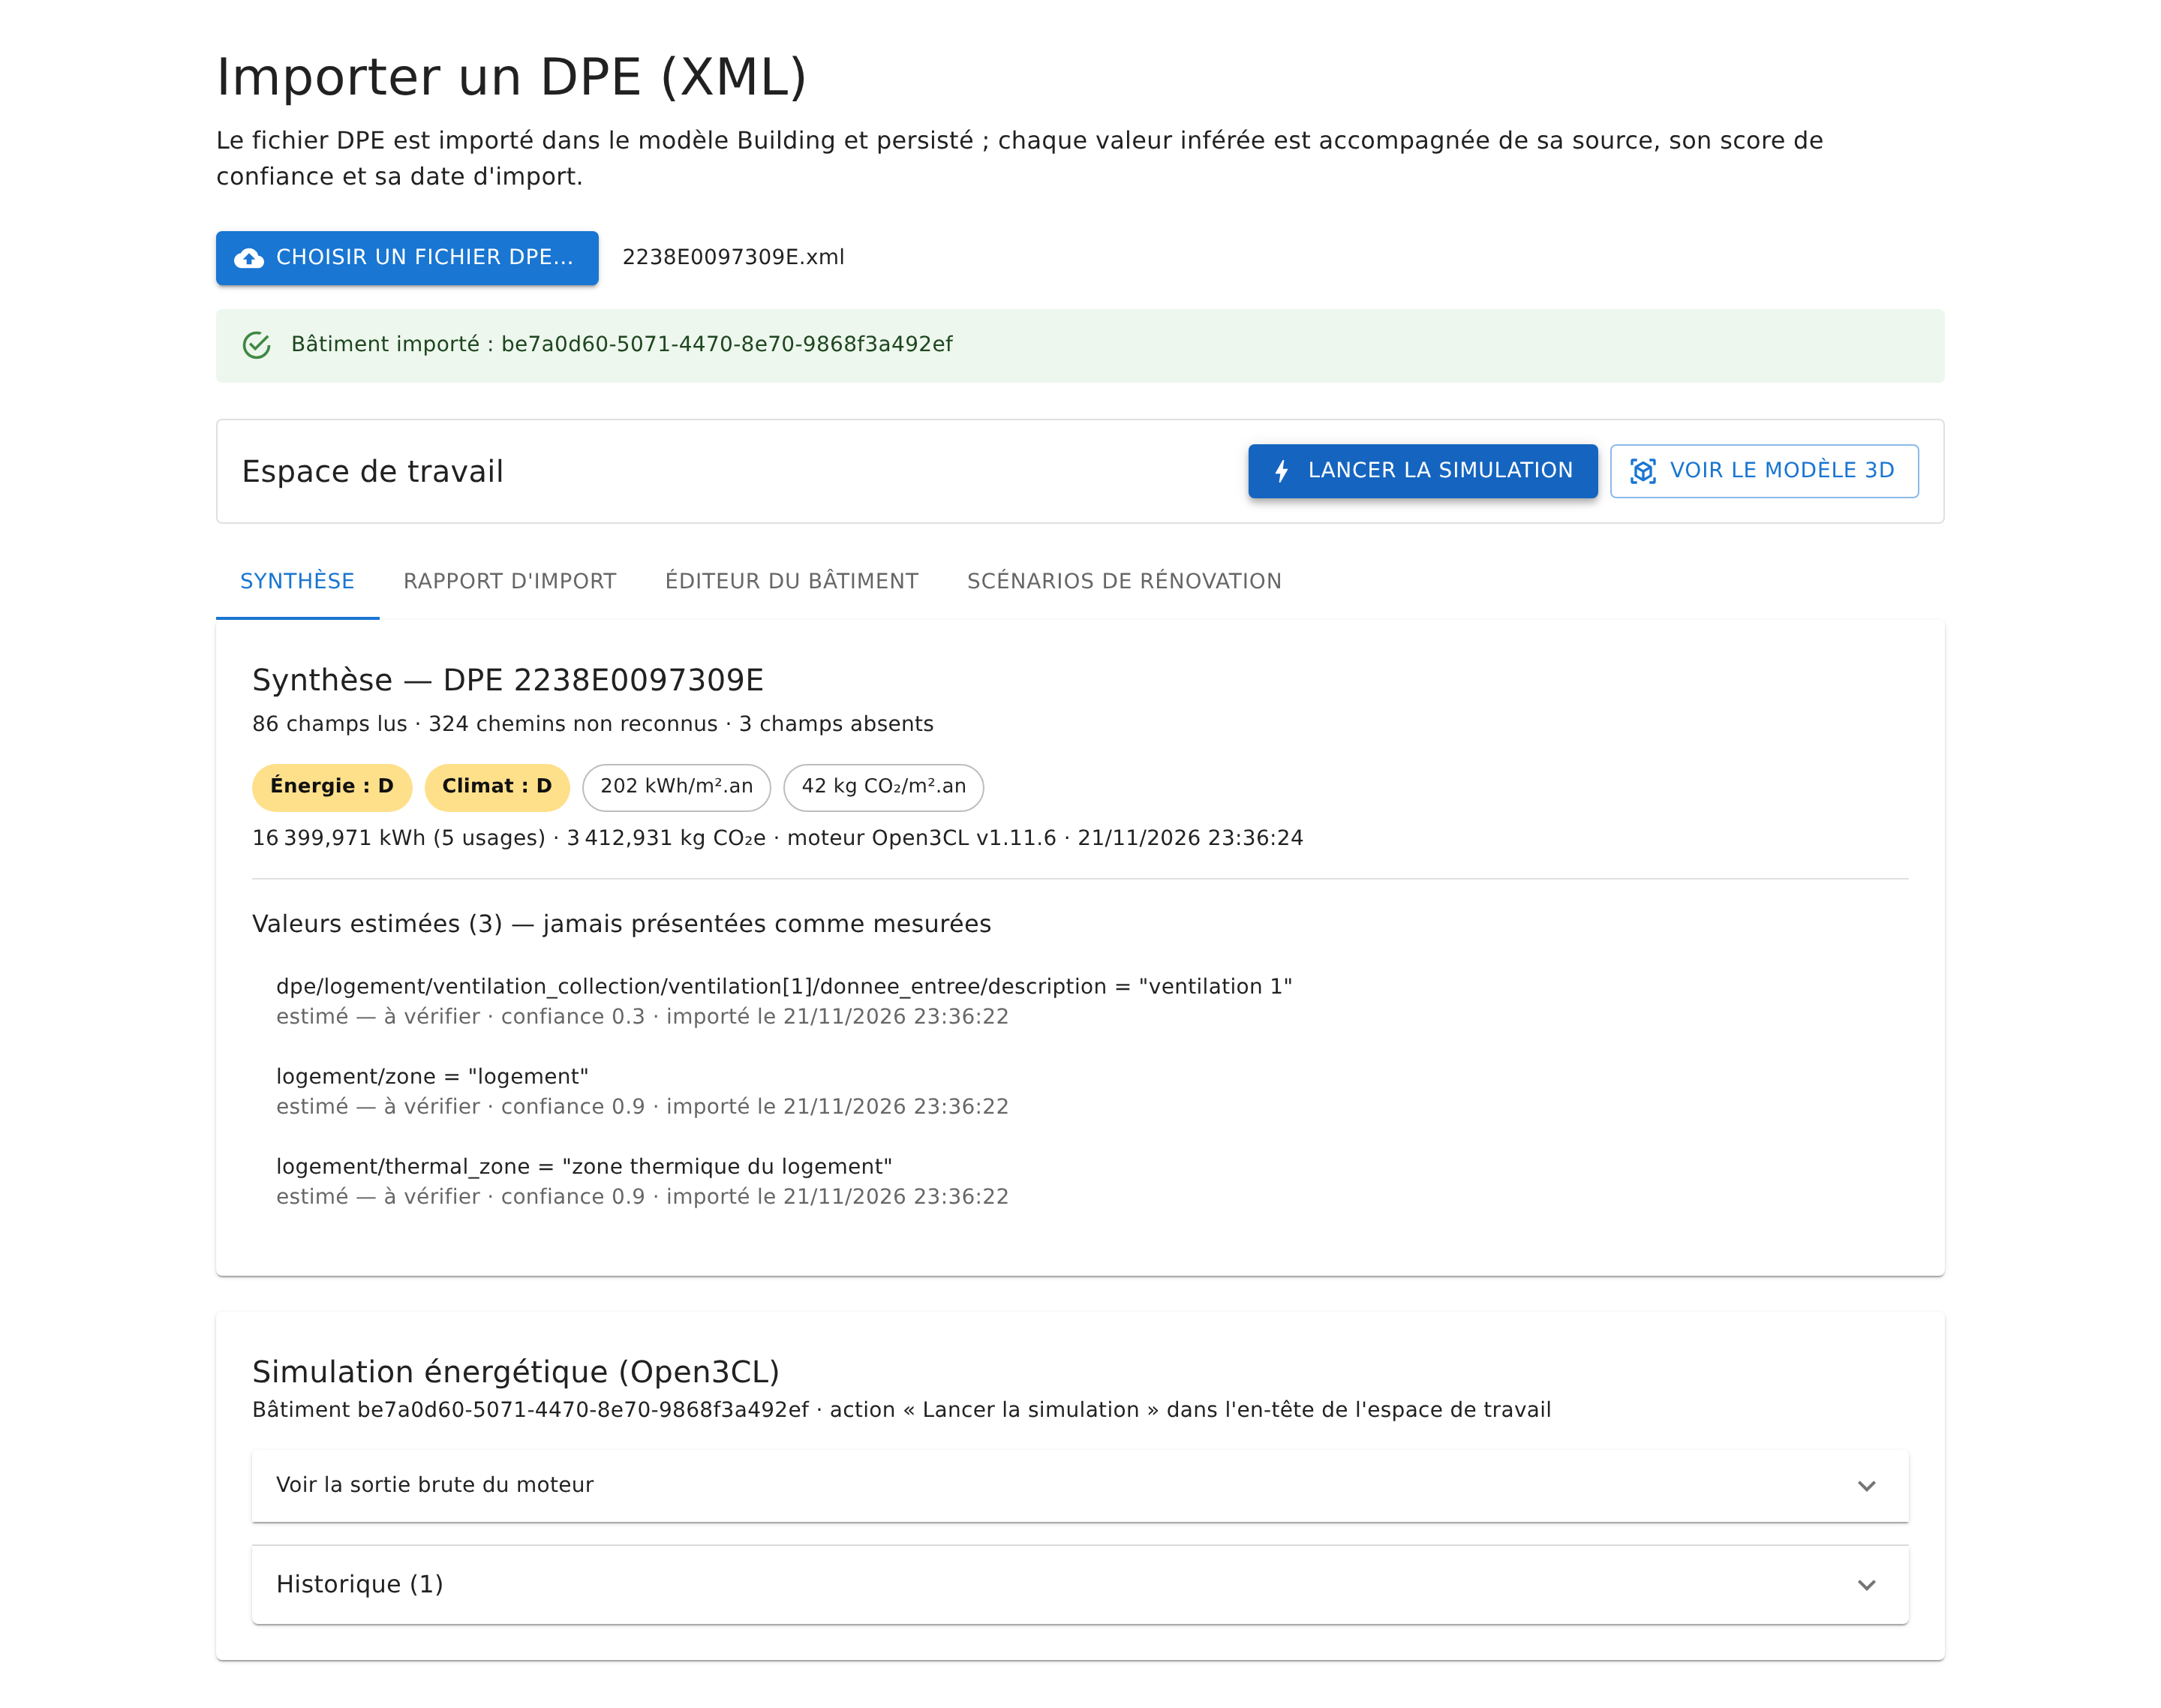 Importer un DPE (XML)
Le fichier DPE est importé dans le modèle Building et persisté ; chaque valeur inférée est accompagnée de sa source, son score de
confiance et sa date d'import.
CHOISIR UN FICHIER DPE...
2238E0097309E.xml
Bâtiment importé : be7a0d60-5071-4470-8e70-9868f3a492ef
Espace de travail
LANCER LA SIMULATION
VOIR LE MODÈLE 3D
SYNTHÈSE
RAPPORT D'IMPORT
ÉDITEUR DU BÂTIMENT
SCÉNARIOS DE RÉNOVATION
Synthèse — DPE 2238E0097309E
86 champs lus · 324 chemins non reconnus · 3 champs absents
Énergie : D
Climat : D
202 kWh/m².an
42 kg CO₂/m².an
16 399,971 kWh (5 usages) · 3 412,931 kg CO₂e · moteur Open3CL v1.11.6 · 21/11/2026 23:36:24
Valeurs estimées (3) — jamais présentées comme mesurées
dpe/logement/ventilation_collection/ventilation[1]/donnee_entree/description = "ventilation 1"
estimé — à vérifier · confiance 0.3 · importé le 21/11/2026 23:36:22
logement/zone = "logement"
estimé — à vérifier · confiance 0.9 · importé le 21/11/2026 23:36:22
logement/thermal_zone = "zone thermique du logement"
estimé — à vérifier · confiance 0.9 · importé le 21/11/2026 23:36:22
Simulation énergétique (Open3CL)
Bâtiment be7a0d60-5071-4470-8e70-9868f3a492ef · action « Lancer la simulation » dans l'en-tête de l'espace de travail
Voir la sortie brute du moteur
Historique (1)